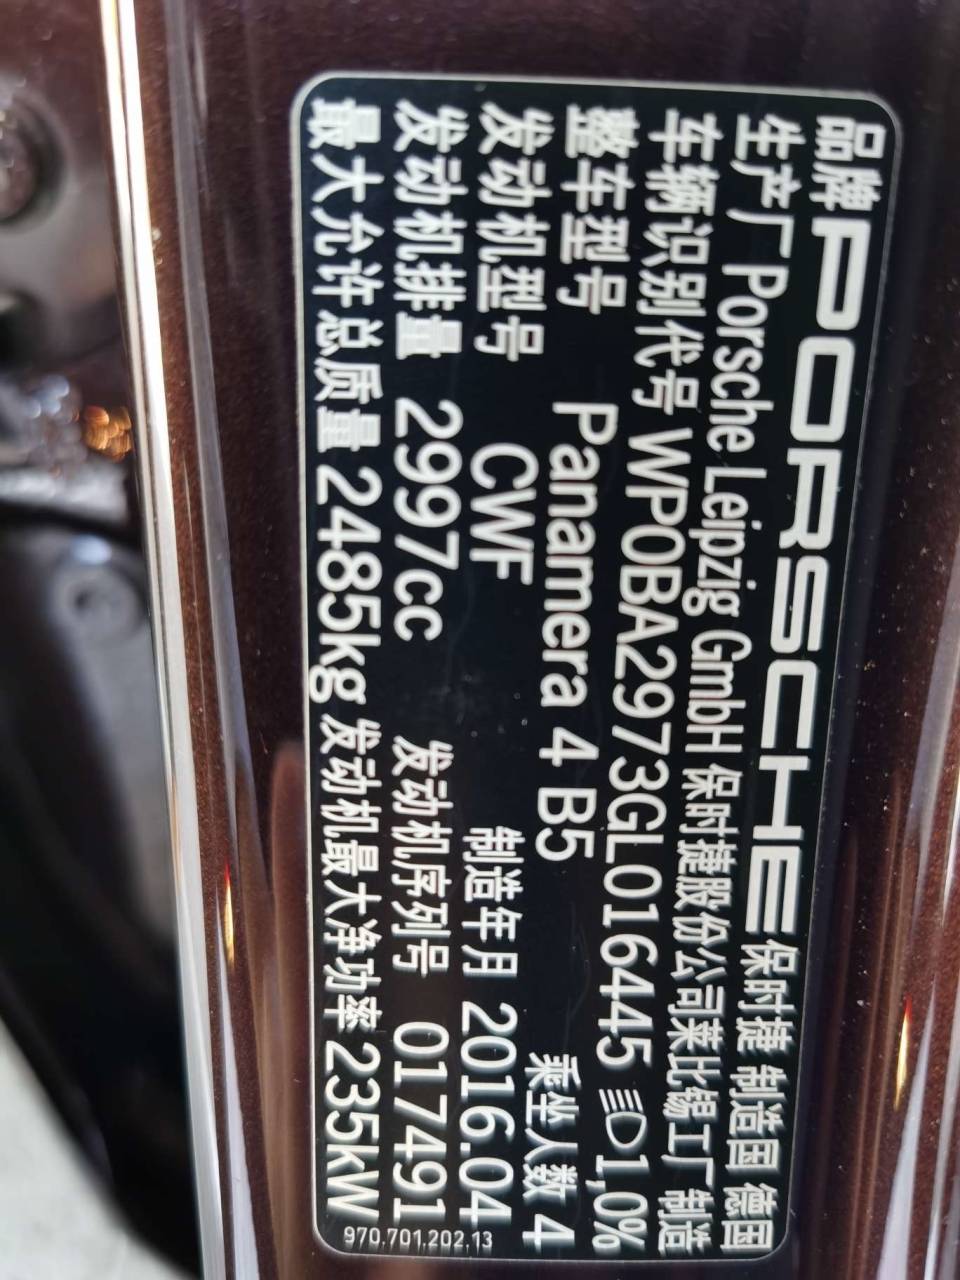 品牌 PORSCHE 保时捷 制造国 德国
生产厂 Porsche Leipzig GmbH 保时捷股份公司莱比锡工厂 制造
车辆识别代号 WP0BA2973GL016445 1,0%
整车型号 Panamera 4 B5 乘坐人数 4
发动机型号 CWF 制造年月 2016.04
发动机排量 2997cc 发动机序列号 017491
最大允许总质量 2485kg 发动机最大净功率 235kW
970.701.202.13